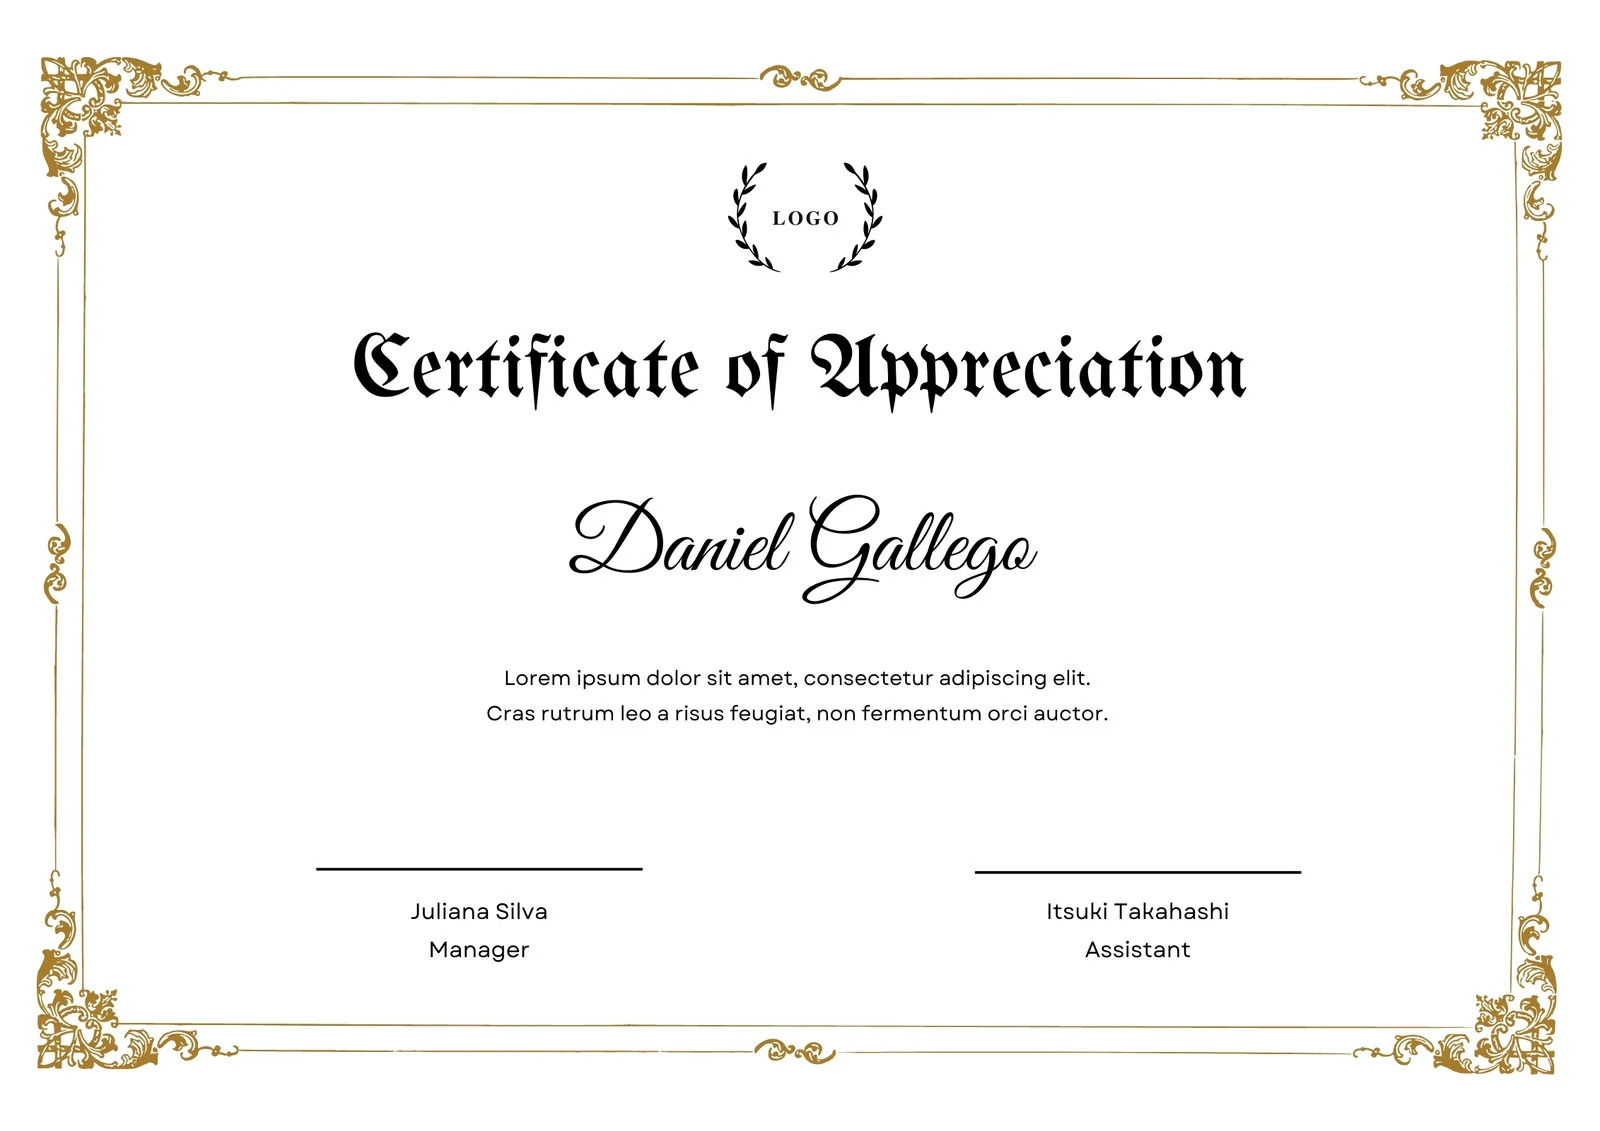 LOGO
Certificate of Appreciation
Daniel Gallego
Lorem ipsum dolor sit amet, consectetur adipiscing elit.
Cras rutrum leo a risus feugiat, non fermentum orci auctor.
Juliana Silva
Manager
Itsuki Takahashi
Assistant